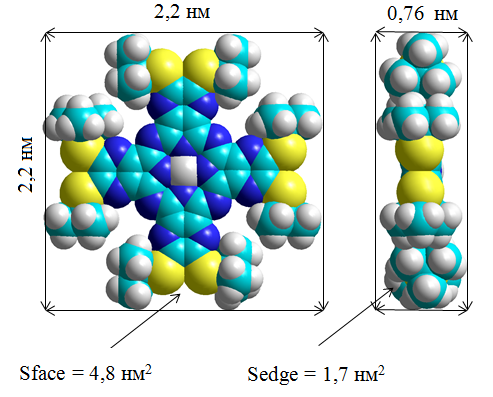 2,2 нм
0,76 нм
2,2 нм
Sface = 4,8 нм²
Sedge = 1,7 нм²